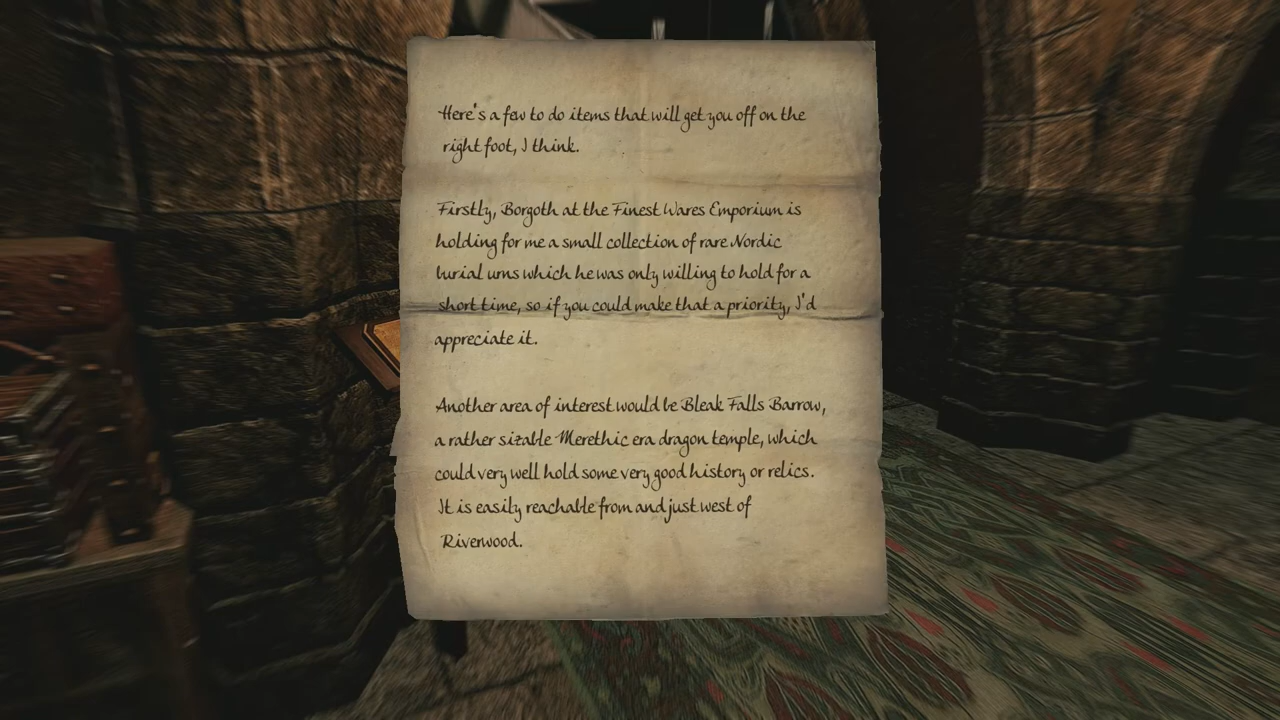 Here's a few to do items that will get you off on the
right foot, I think.
Firstly, Borgoth at the Finest Wares Emporium is
holding for me a small collection of rare Nordic
burial urns which he was only willing to hold for a
short time, so if you could make that a priority, I'd
appreciate it.
Another area of interest would be Bleak Falls Barrow,
a rather sizable Merethic era dragon temple, which
could very well hold some very good history or relics.
It is easily reachable from and just west of
Riverwood.